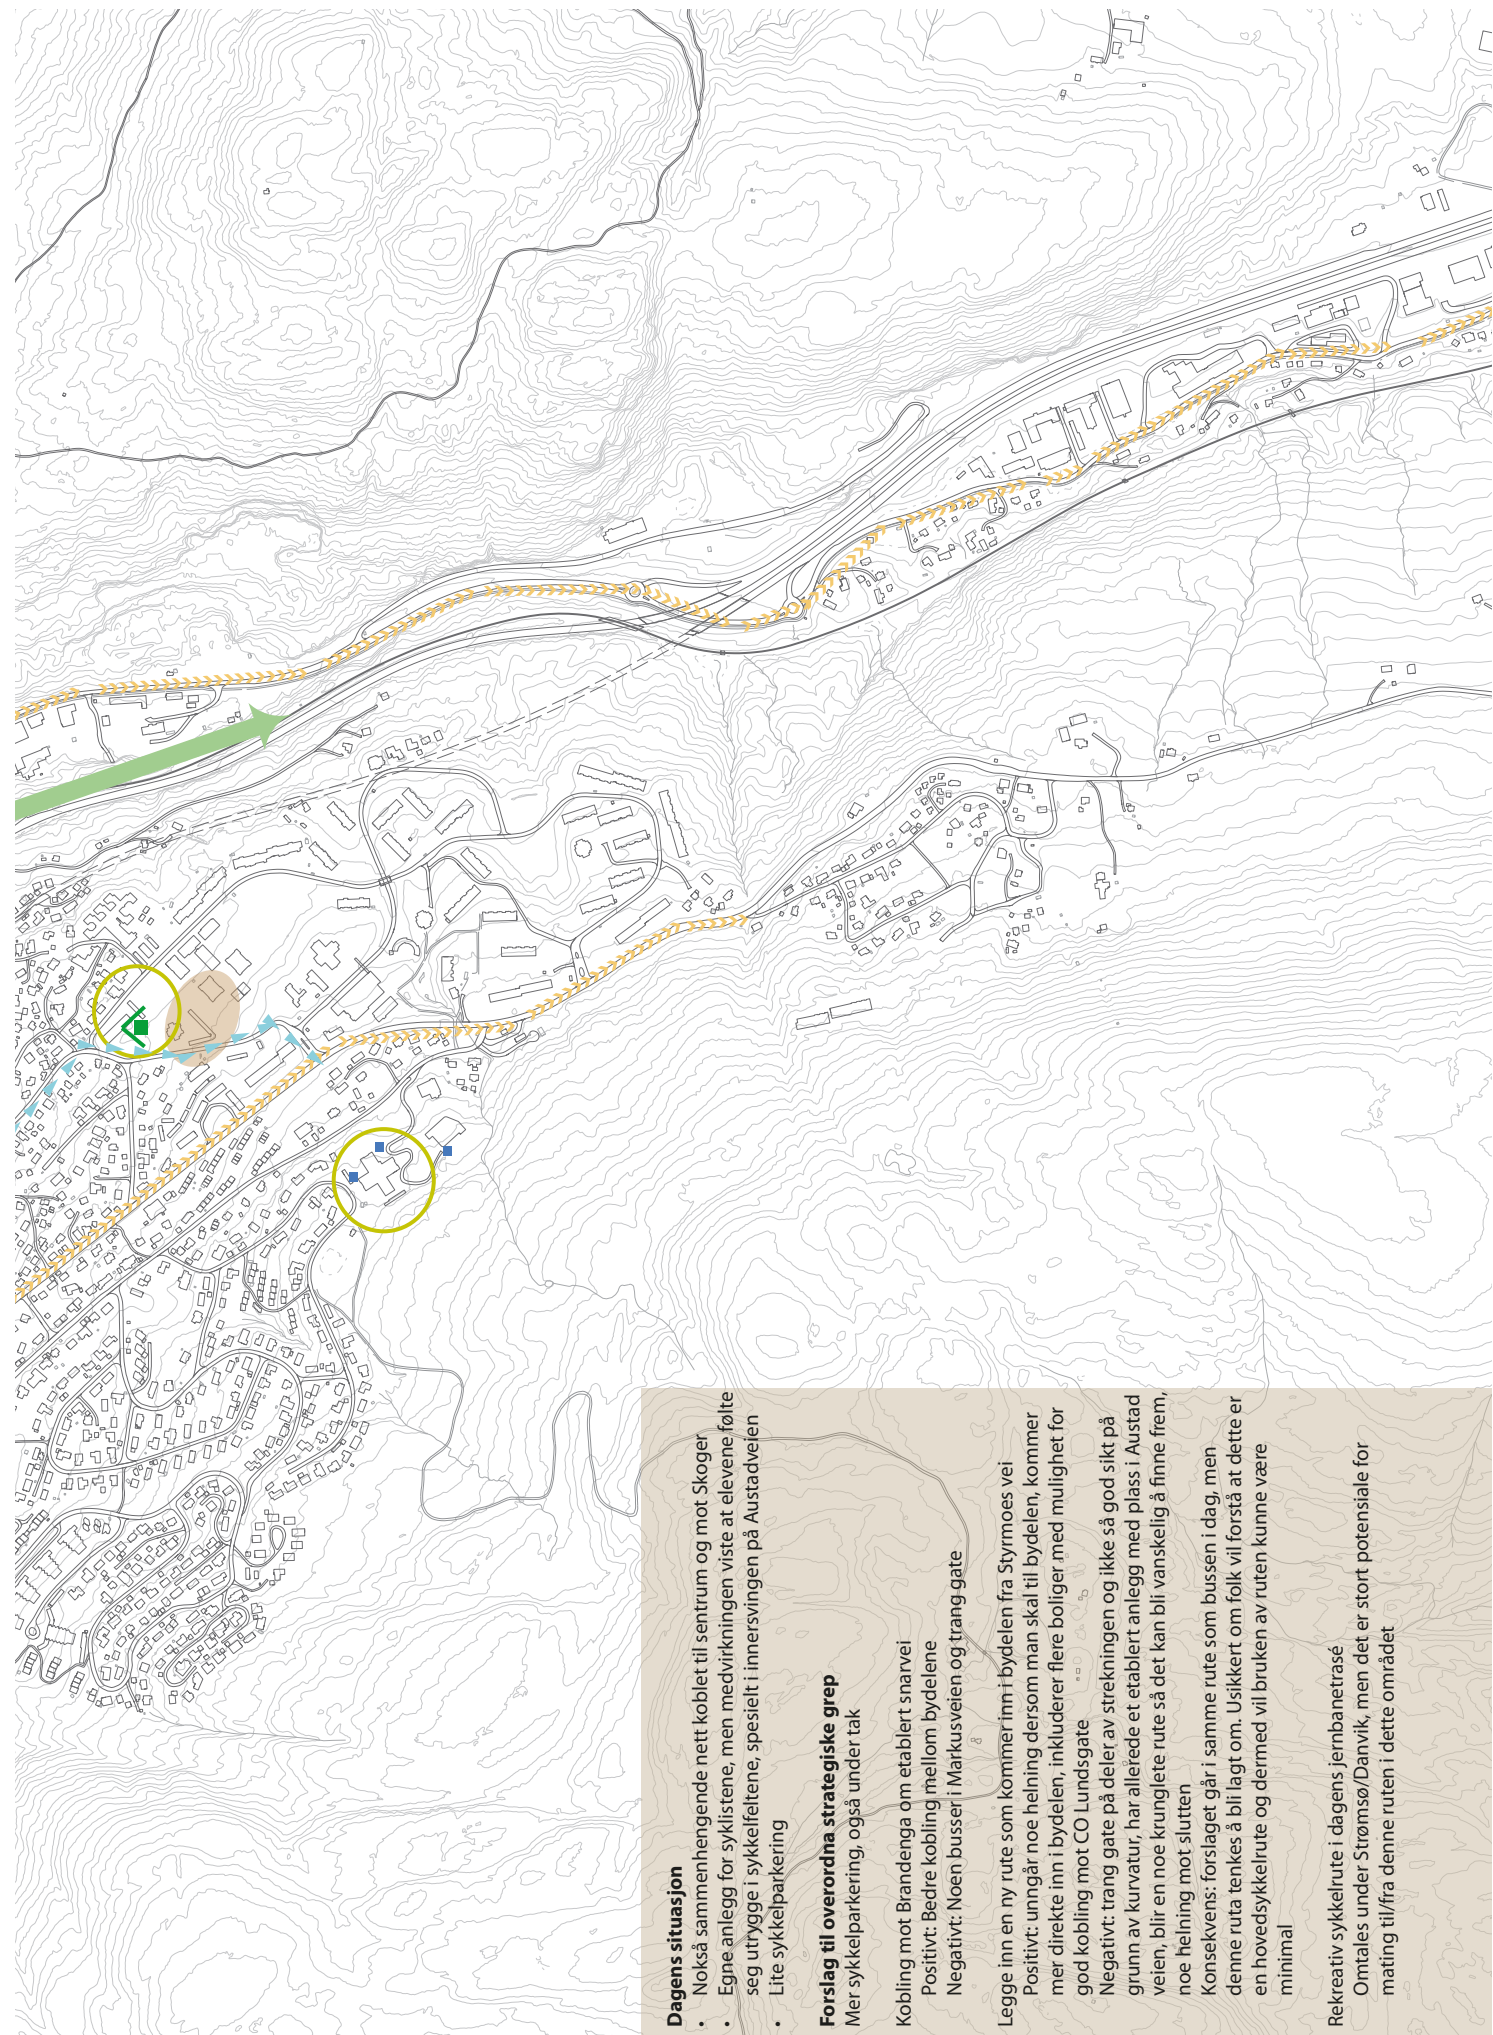 Dagens situasjon
• Nokså sammenhengende nett koblet til sentrum og mot Skoger
• Egne anlegg for syklistene, men medvirkningen viste at elevene følte
seg utrygge i sykkelfeltene, spesielt i innersvingen på Austadveien
• Lite sykkelparkering
Forslag til overordna strategiske grep
Mer sykkelparkering, også under tak
Kobling mot Brandenga om etablert snarvei
Positivt: Bedre kobling mellom bydelene
Negativt: Noen busser i Markusveien og trang gate
Legge inn en ny rute som kommer inn i bydelen fra Styrmoes vei
Positivt: unngår noe helning dersom man skal til bydelen, kommer
mer direkte inn i bydelen, inkluderer flere boliger med mulighet for
god kobling mot CO Lundsgate
Negativt: trang gate på deler av strekningen og ikke så god sikt på
grunn av kurvatur, har allerede et etablert anlegg med plass i Austad
veien, blir en noe krunglete rute så det kan bli vanskelig å finne frem,
noe helning mot slutten
Konsekvens: forslaget går i samme rute som bussen i dag, men
denne ruta tenkes å bli lagt om. Usikkert om folk vil forstå at dette er
en hovedsykkelrute og dermed vil bruken av ruten kunne være
minimal
Rekreativ sykkelrute i dagens jernbanetrasé
Omtales under Strømsø/Danvik, men det er stort potensiale for
mating til/fra denne ruten i dette området